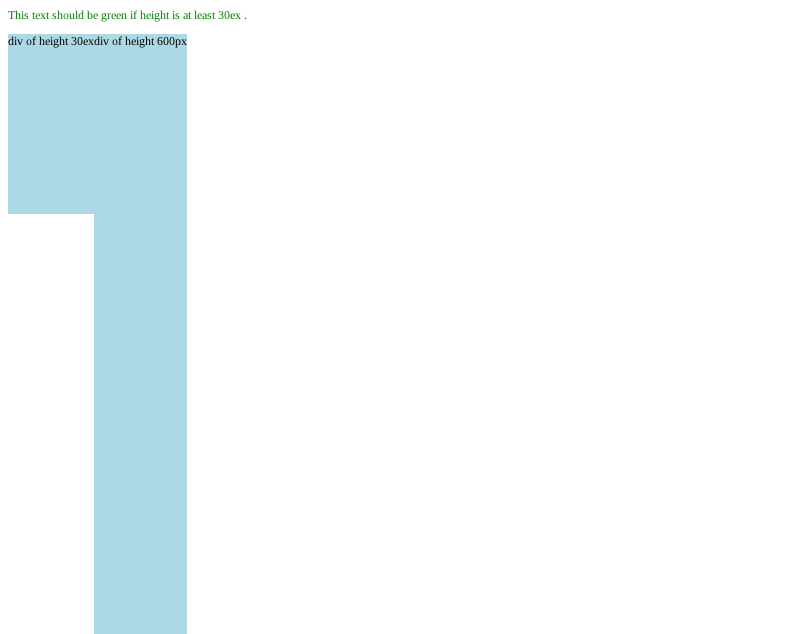 This text should be green if height is at least 30ex .
div of height 30exdiv of height 600px